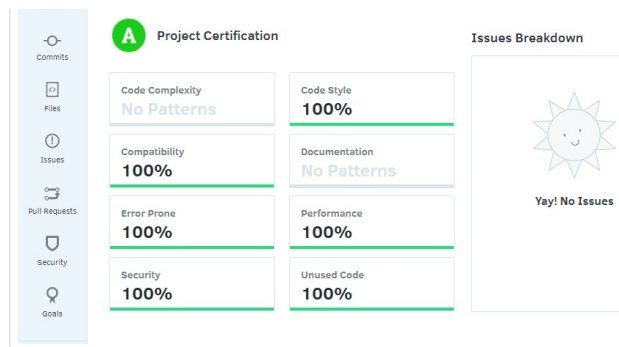 Commits
Files
Issues
Pull Requests
Security
Goals
A Project Certification
Code Complexity
No Patterns
Code Style
100%
Compatibility
100%
Documentation
No Patterns
Error Prone
100%
Performance
100%
Security
100%
Unused Code
100%
Issues Breakdown
Yay! No Issues